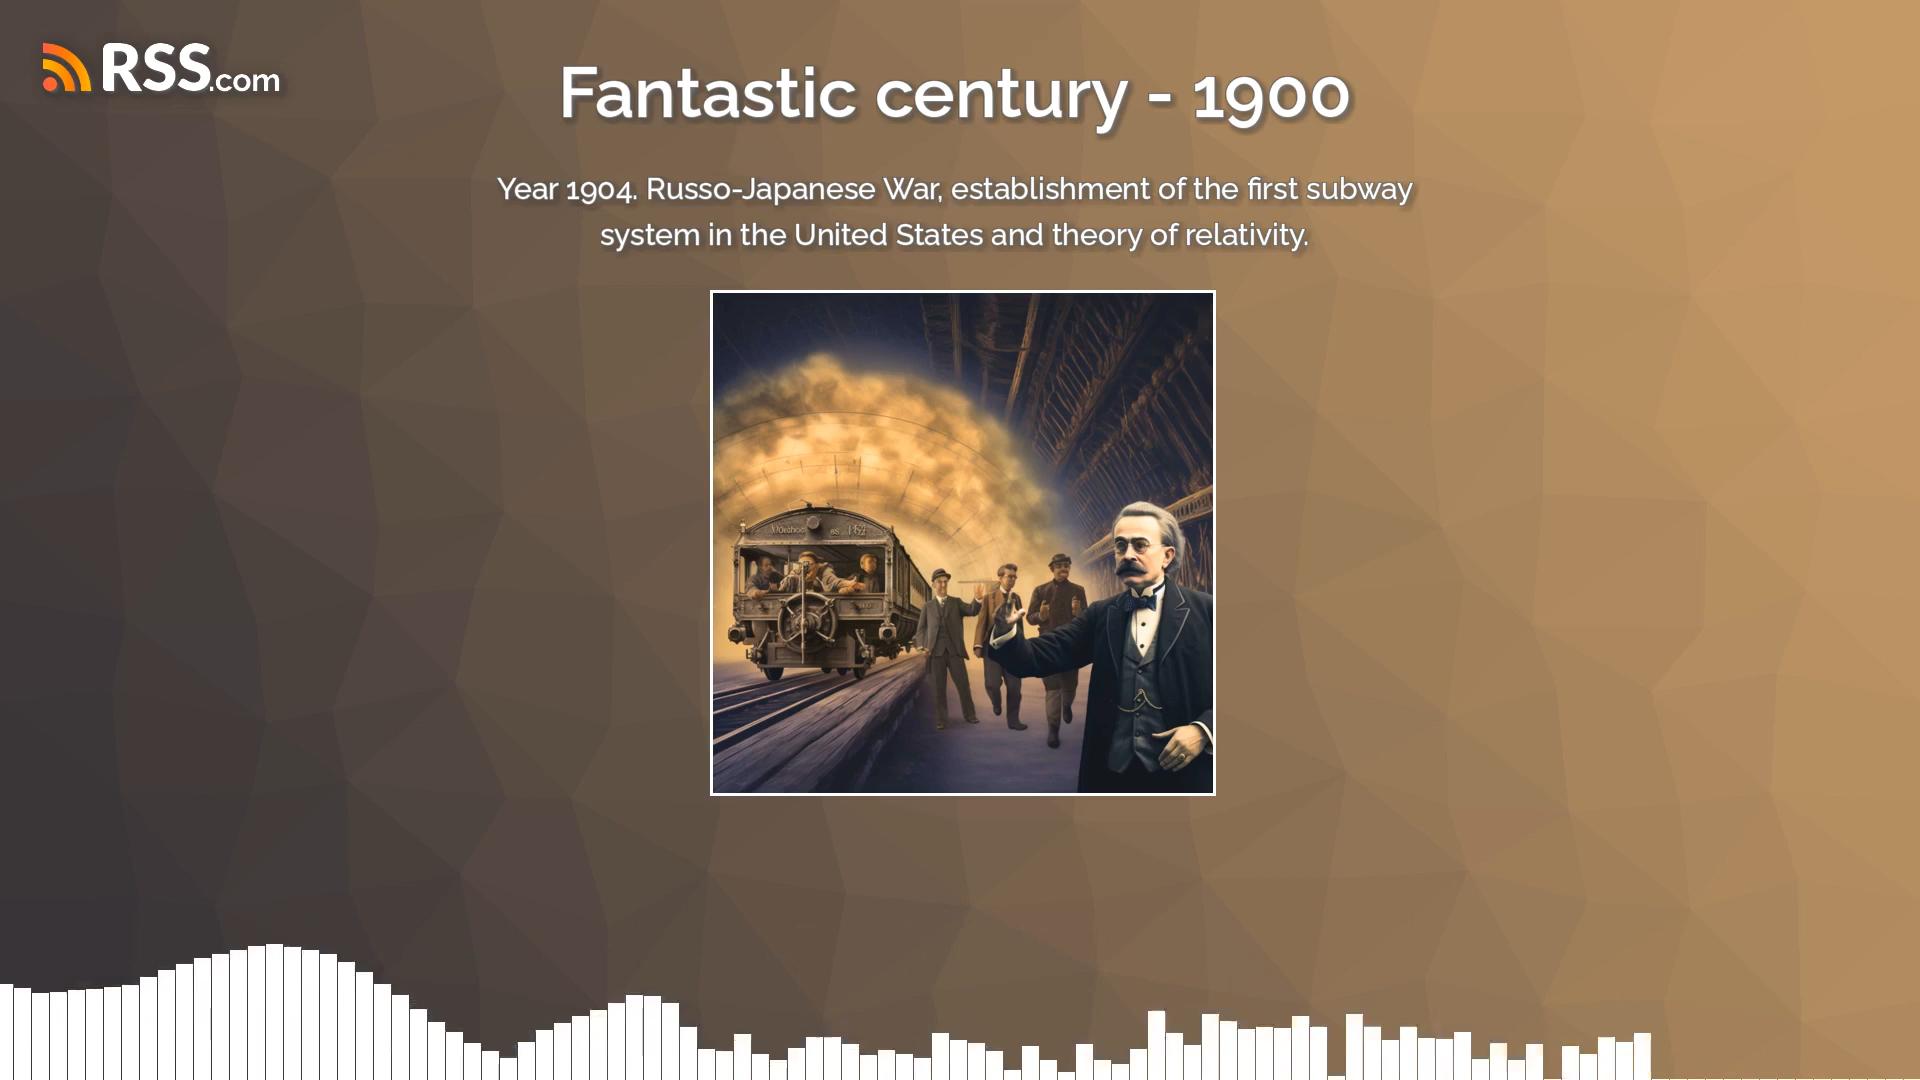 RSS.com
Fantastic century - 1900
Year 1904. Russo-Japanese War, establishment of the first subway
system in the United States and theory of relativity.